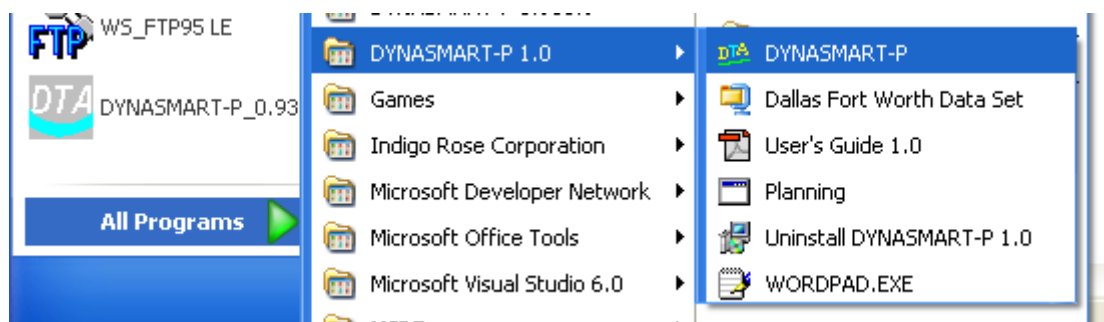 FTP WS_FTP95 LE
DTA DYNASMART-P_0.93
All Programs
DYNASMART-P 1.0
Games
Indigo Rose Corporation
Microsoft Developer Network
Microsoft Office Tools
Microsoft Visual Studio 6.0
DTA DYNASMART-P
Dallas Fort Worth Data Set
User's Guide 1.0
Planning
Uninstall DYNASMART-P 1.0
WORDPAD.EXE